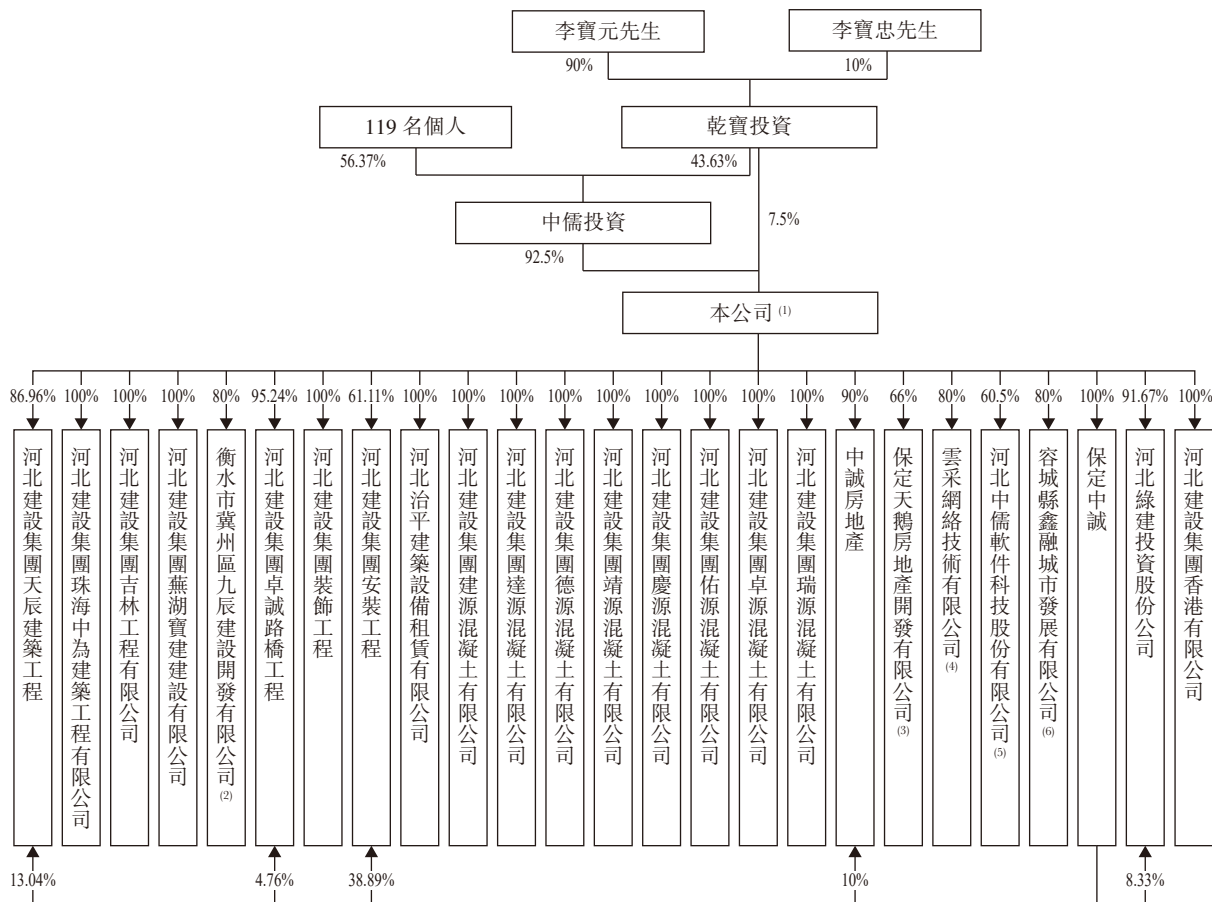 李寶元先生
李寶忠先生
90%
10%
119 名個人
乾寶投資
56.37%
43.63%
中儒投資
7.5%
92.5%
本公司 (1)
86.96%
100%
100%
100%
80%
95.24%
100%
61.11%
100%
100%
100%
100%
100%
100%
100%
100%
100%
90%
66%
80%
60.5%
80%
100%
91.67%
100%
河北建設集團天辰建築工程
河北建設集團珠海中為建築工程有限公司
河北建設集團吉林工程有限公司
河北建設集團蕪湖寶建建設有限公司
衡水市冀州區九辰建設開發有限公司(2)
河北建設集團卓誠路橋工程
河北建設集團裝飾工程
河北建設集團安裝工程
河北治平建築設備租賃有限公司
河北建設集團建源混凝土有限公司
河北建設集團達源混凝土有限公司
河北建設集團德源混凝土有限公司
河北建設集團靖源混凝土有限公司
河北建設集團慶源混凝土有限公司
河北建設集團佑源混凝土有限公司
河北建設集團卓源混凝土有限公司
河北建設集團瑞源混凝土有限公司
中誠房地產
保定天鵝房地產開發有限公司(3)
雲采網絡技術有限公司(4)
河北中儒軟件科技股份有限公司(5)
容城縣鑫融城市發展有限公司(6)
保定中誠
河北綠建投資股份公司
河北建設集團香港有限公司
13.04%
4.76%
38.89%
10%
8.33%